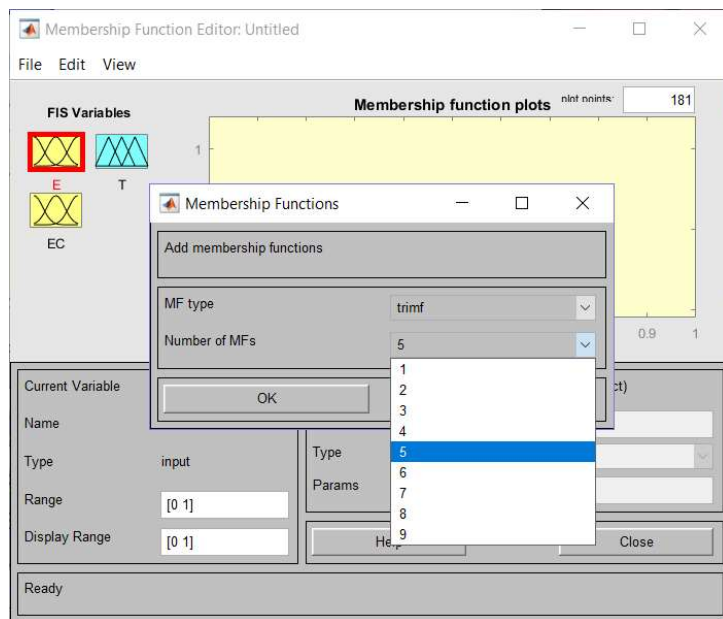 Membership Function Editor: Untitled
File Edit View
FIS Variables
Membership function plots
plot points:
181
E
T
EC
1
0.9
1
Membership Functions
Add membership functions
MF type
trimf
Number of MFs
5
OK
1
2
3
4
5
6
7
8
9
Current Variable
Name
Type
input
Range
[0 1]
Display Range
[0 1]
Type
Params
Close
Ready